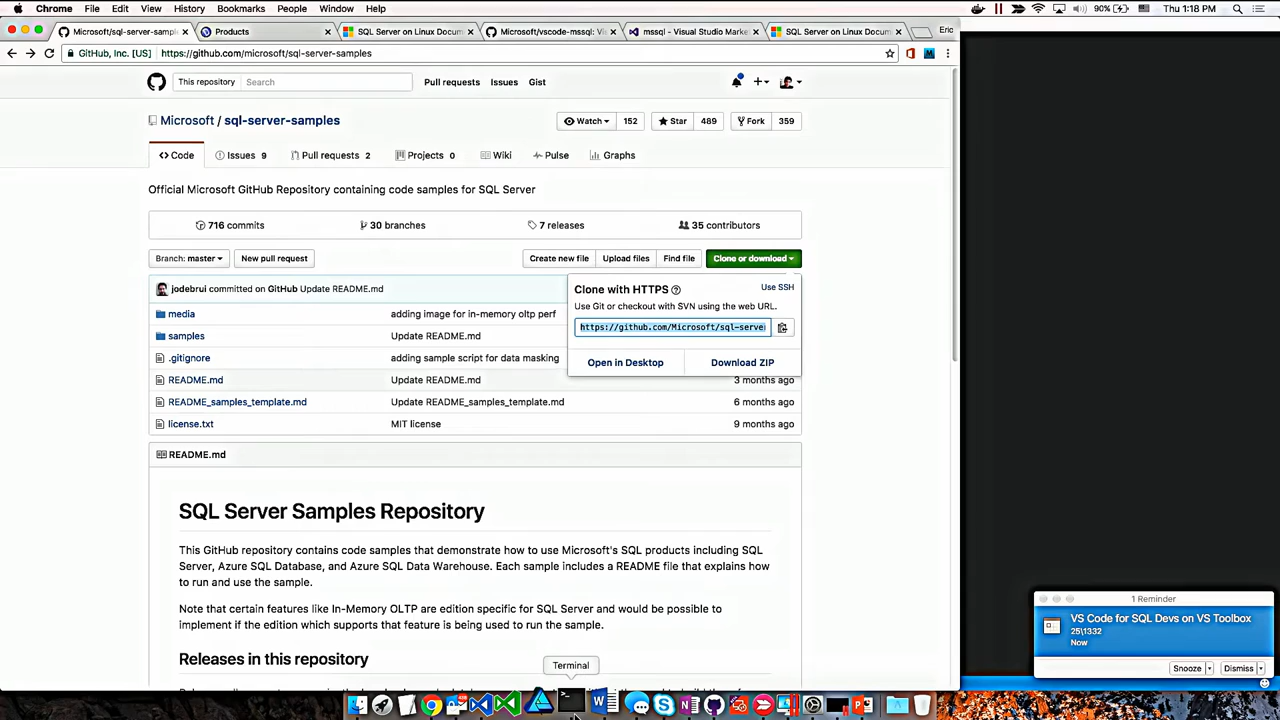 Chrome File Edit View History Bookmarks People Window Help
90% Thu 1:18 PM
Microsoft/sql-server-sampl
Products
SQL Server on Linux Docum
Microsoft/vscode-mssql: Vi
mssql - Visual Studio Marke
SQL Server on Linux Docum
Eric
GitHub, Inc. [US] https://github.com/microsoft/sql-server-samples
This repository Search Pull requests Issues Gist
Microsoft / sql-server-samples Watch 152 Star 489 Fork 359
Code Issues 9 Pull requests 2 Projects 0 Wiki Pulse Graphs
Official Microsoft GitHub Repository containing code samples for SQL Server
716 commits 30 branches 7 releases 35 contributors
Branch: master New pull request Create new file Upload files Find file Clone or download
jodebrui committed on GitHub Update README.md
Clone with HTTPS Use SSH
Use Git or checkout with SVN using the web URL.
https://github.com/Microsoft/sql-serve
Open in Desktop Download ZIP
media adding image for in-memory oltp perf
samples Update README.md
.gitignore adding sample script for data masking
README.md Update README.md 3 months ago
README_samples_template.md Update README_samples_template.md 6 months ago
license.txt MIT license 9 months ago
README.md
SQL Server Samples Repository
This GitHub repository contains code samples that demonstrate how to use Microsoft's SQL products including SQL
Server, Azure SQL Database, and Azure SQL Data Warehouse. Each sample includes a README file that explains how
to run and use the sample.
Note that certain features like In-Memory OLTP are edition specific for SQL Server and would be possible to
implement if the edition which supports that feature is being used to run the sample.
Releases in this repository
Terminal
1 Reminder
VS Code for SQL Devs on VS Toolbox
25\1332
Now
Snooze Dismiss